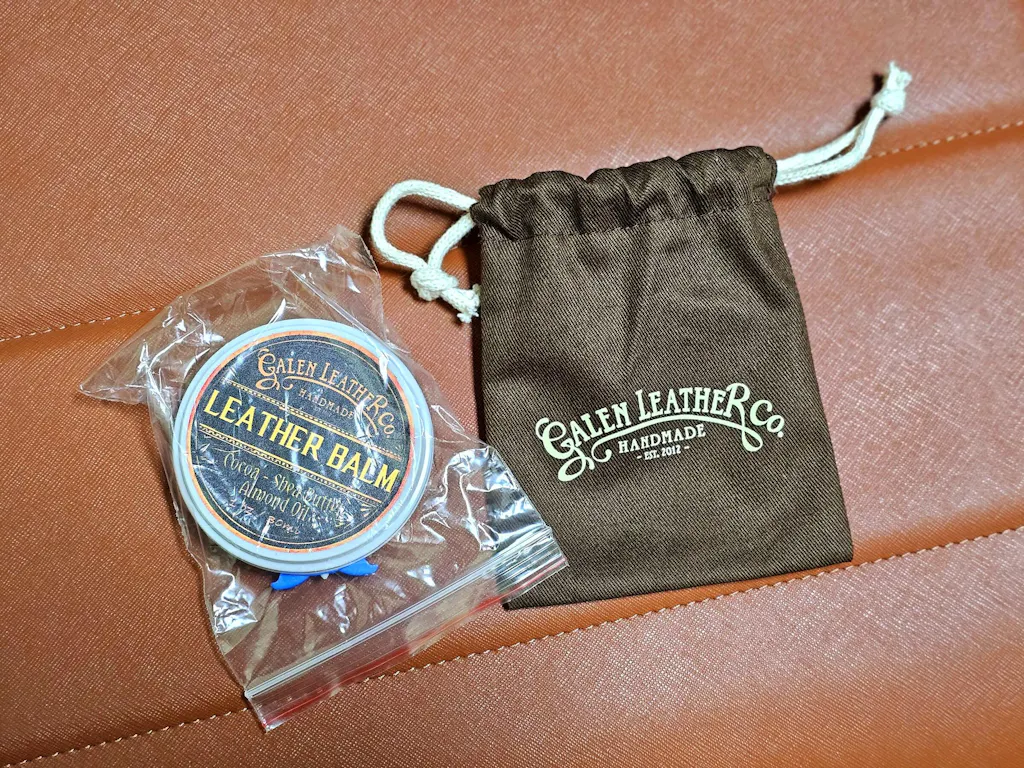 GALEN LEATHER CO.
HANDMADE
LEATHER BALM
Cocoa - Shea Butter
Almond Oil
GALEN LEATHER CO.
HANDMADE
- EST. 2012 -